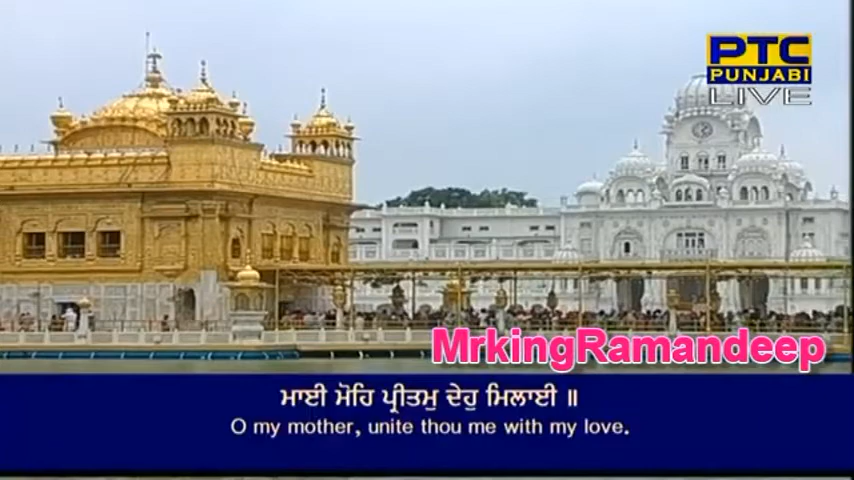 PTC
PUNJABI
LIVE
MrkingRamandeep
ਮਾਈ ਮੋਹਿ ਪ੍ਰੀਤਮੁ ਦੇਹੁ ਮਿਲਾਈ ॥
O my mother, unite thou me with my love.